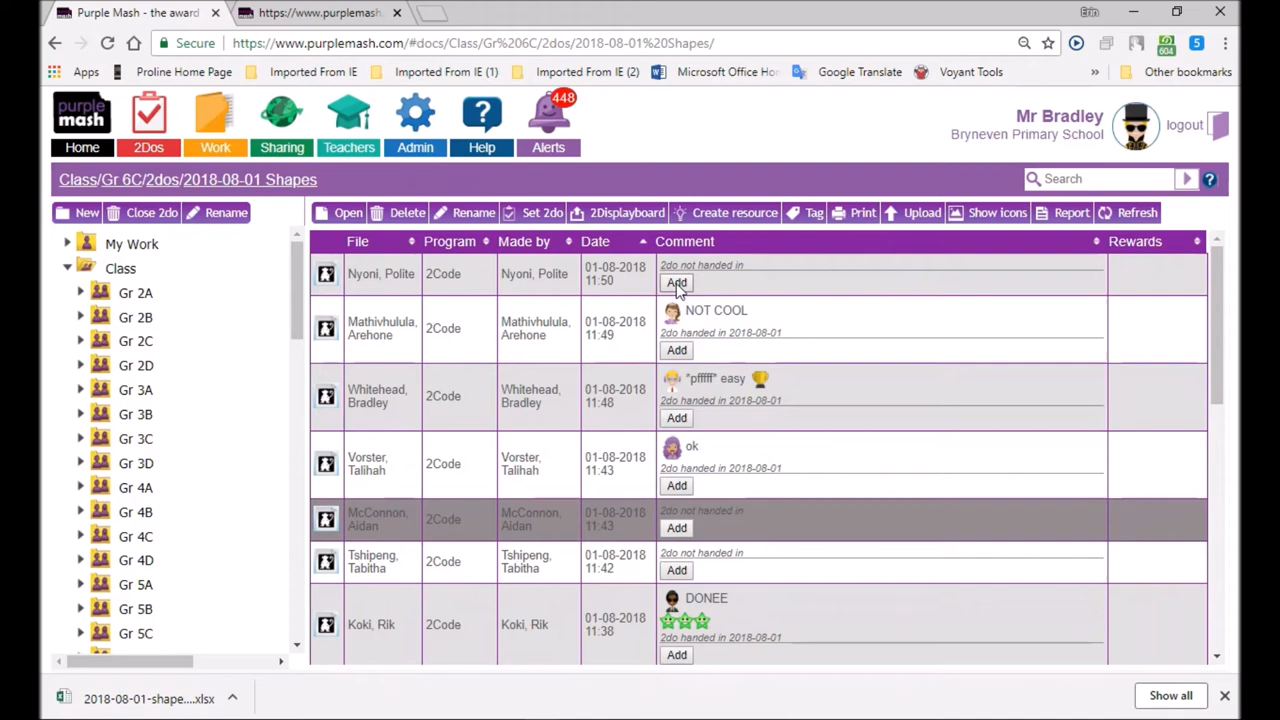 Purple Mash - the award
https://www.purplemash.
Erin
Secure
https://www.purplemash.com/#docs/Class/Gr%206C/2dos/2018-08-01%20Shapes/
604
5
Apps
Proline Home Page
Imported From IE
Imported From IE (1)
Imported From IE (2)
Microsoft Office Ho
Google Translate
Voyant Tools
»
Other bookmarks
purple
mash
448
Mr Bradley
Bryneven Primary School
logout
Home
2Dos
Work
Sharing
Teachers
Admin
Help
Alerts
Class/Gr 6C/2dos/2018-08-01 Shapes
Search
New
Close 2do
Rename
Open
Delete
Rename
Set 2do
2Displayboard
Create resource
Tag
Print
Upload
Show icons
Report
Refresh
My Work
Class
Gr 2A
Gr 2B
Gr 2C
Gr 2D
Gr 3A
Gr 3B
Gr 3C
Gr 3D
Gr 4A
Gr 4B
Gr 4C
Gr 4D
Gr 5A
Gr 5B
Gr 5C
File
Program
Made by
Date
Comment
Rewards
Nyoni, Polite
2Code
Nyoni, Polite
01-08-2018
11:50
2do not handed in
Add
Mathivhulula,
Arehone
2Code
Mathivhulula,
Arehone
01-08-2018
11:49
NOT COOL
2do handed in 2018-08-01
Add
Whitehead,
Bradley
2Code
Whitehead,
Bradley
01-08-2018
11:48
*pfffff* easy
2do handed in 2018-08-01
Add
Vorster,
Talihah
2Code
Vorster,
Talihah
01-08-2018
11:43
ok
2do handed in 2018-08-01
Add
McConnon,
Aidan
2Code
McConnon,
Aidan
01-08-2018
11:43
2do not handed in
Add
Tshipeng,
Tabitha
2Code
Tshipeng,
Tabitha
01-08-2018
11:42
2do not handed in
Add
Koki, Rik
2Code
Koki, Rik
01-08-2018
11:38
DONEE
2do handed in 2018-08-01
Add
2018-08-01-shape....xlsx
Show all